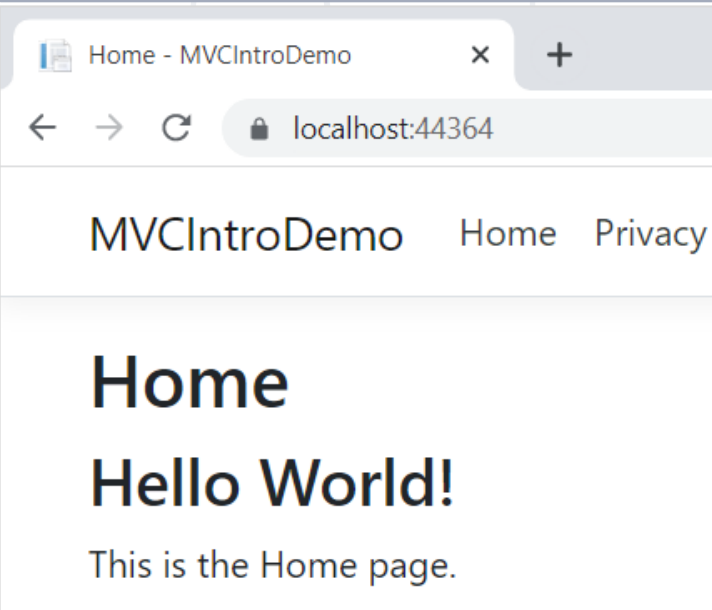 Home - MVCIntroDemo
localhost:44364
MVCIntroDemo Home Privacy
Home
Hello World!
This is the Home page.